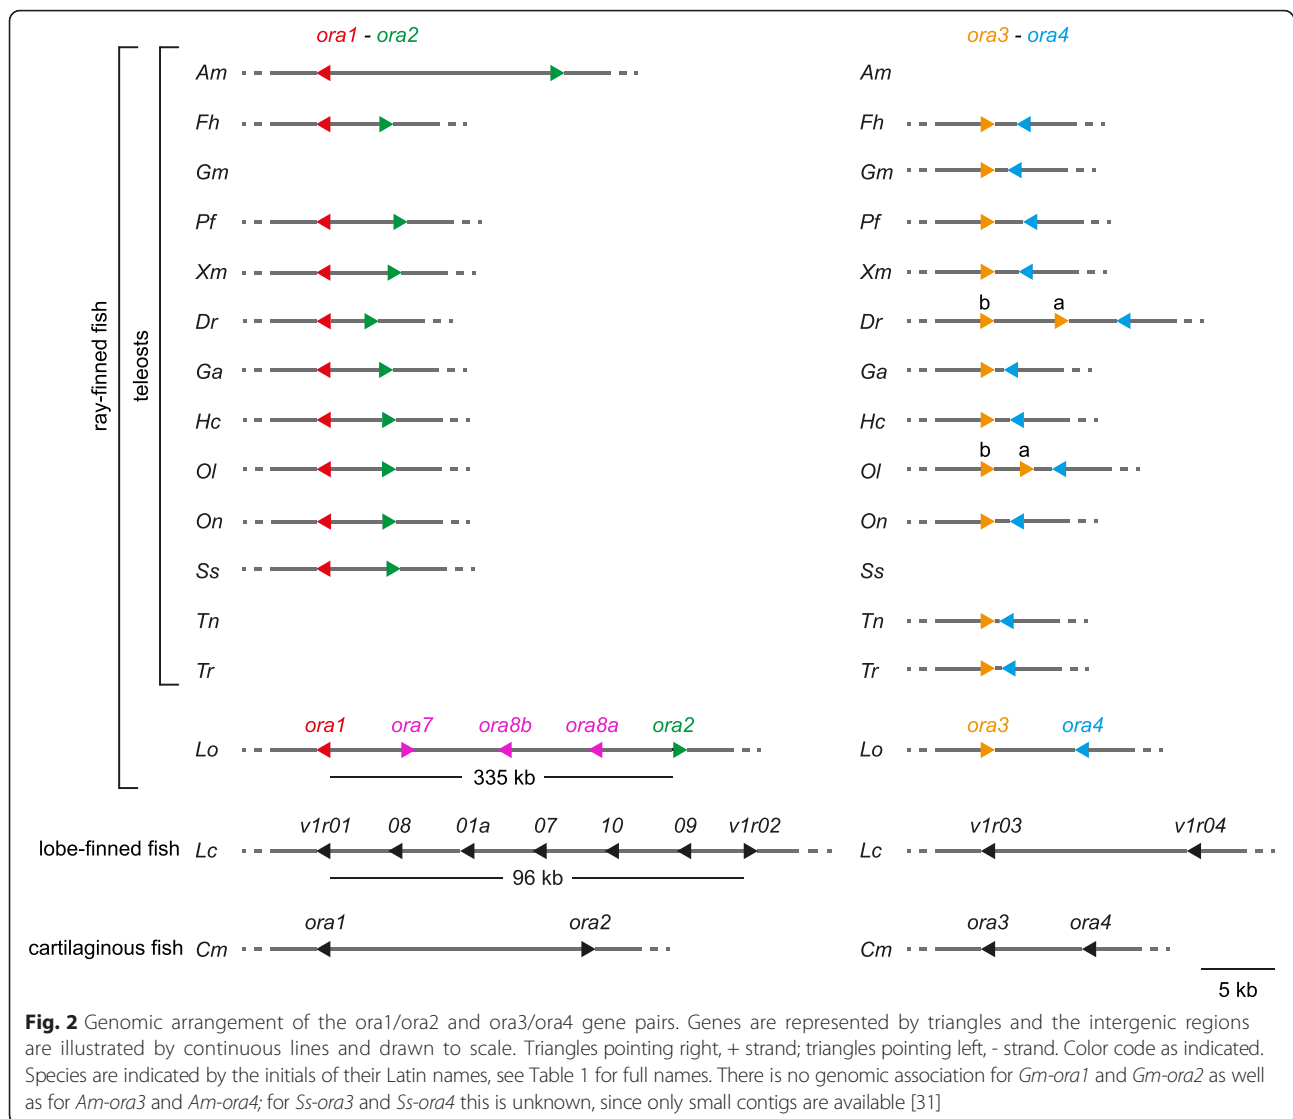 ora1 - ora2 ora3 - ora4
ray-finned fish
teleosts
Am Am
Fh Fh
Gm Gm
Pf Pf
Xm Xm
b a
Dr Dr
Ga Ga
Hc Hc
b a
Ol Ol
On On
Ss Ss
Tn Tn
Tr Tr
ora1 ora7 ora8b ora8a ora2 ora3 ora4
Lo Lo
335 kb
v1r01 08 01a 07 10 09 v1r02 v1r03 v1r04
lobe-finned fish Lc Lc
96 kb
ora1 ora2 ora3 ora4
cartilaginous fish Cm Cm
5 kb
Fig. 2 Genomic arrangement of the ora1/ora2 and ora3/ora4 gene pairs. Genes are represented by triangles and the intergenic regions
are illustrated by continuous lines and drawn to scale. Triangles pointing right, + strand; triangles pointing left, - strand. Color code as indicated.
Species are indicated by the initials of their Latin names, see Table 1 for full names. There is no genomic association for Gm-ora1 and Gm-ora2 as well
as for Am-ora3 and Am-ora4; for Ss-ora3 and Ss-ora4 this is unknown, since only small contigs are available [31]